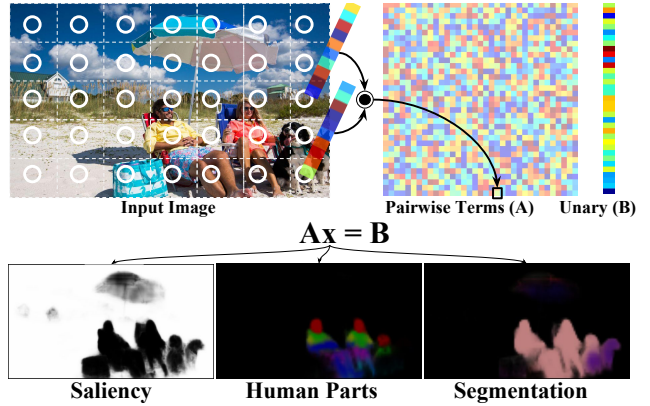 Input Image
Pairwise Terms (A)
Unary (B)
Ax = B
Saliency
Human Parts
Segmentation